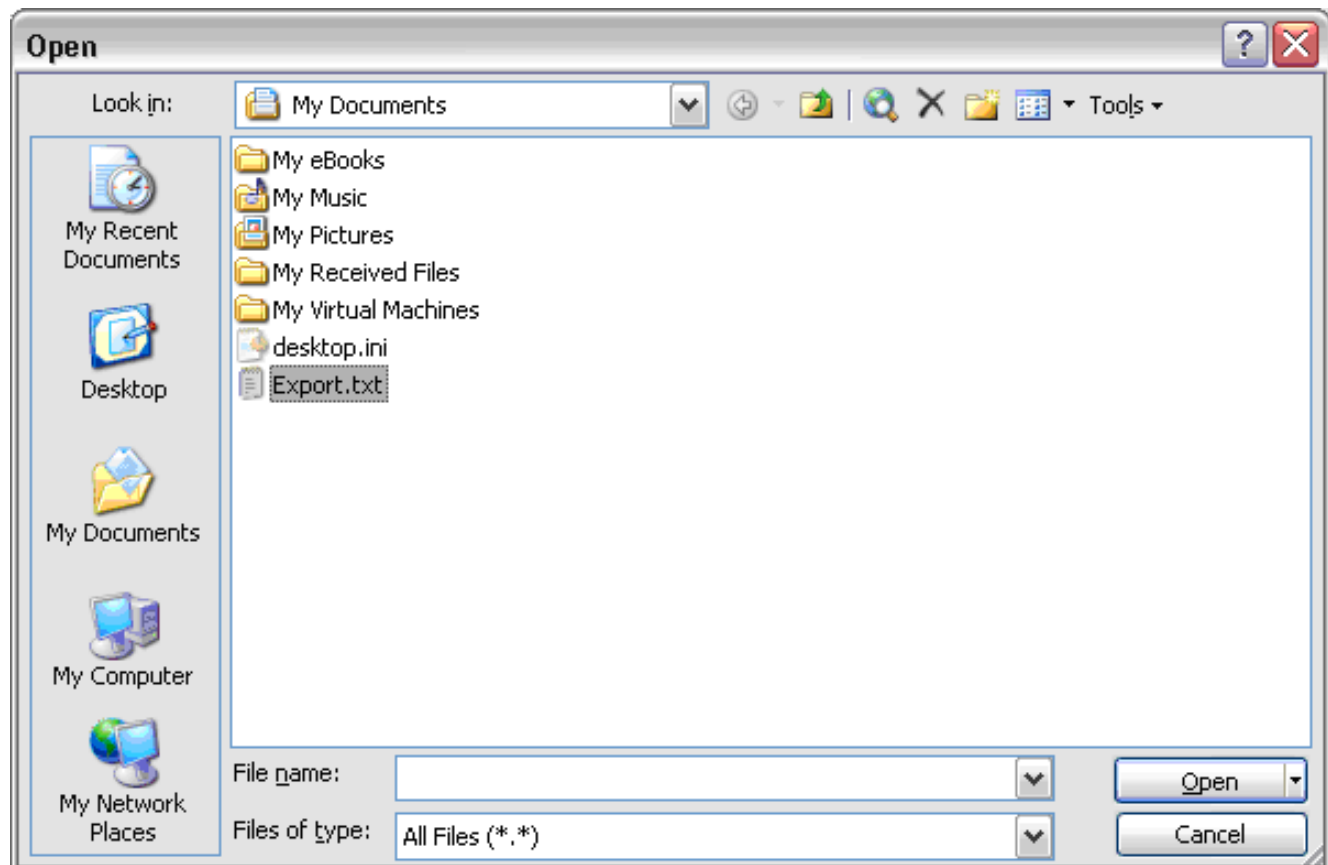 Open
Look in:
My Documents
Tools
My Recent
Documents
Desktop
My Documents
My Computer
My Network
Places
My eBooks
My Music
My Pictures
My Received Files
My Virtual Machines
desktop.ini
Export.txt
File name:
Open
Files of type:
All Files (*.*)
Cancel